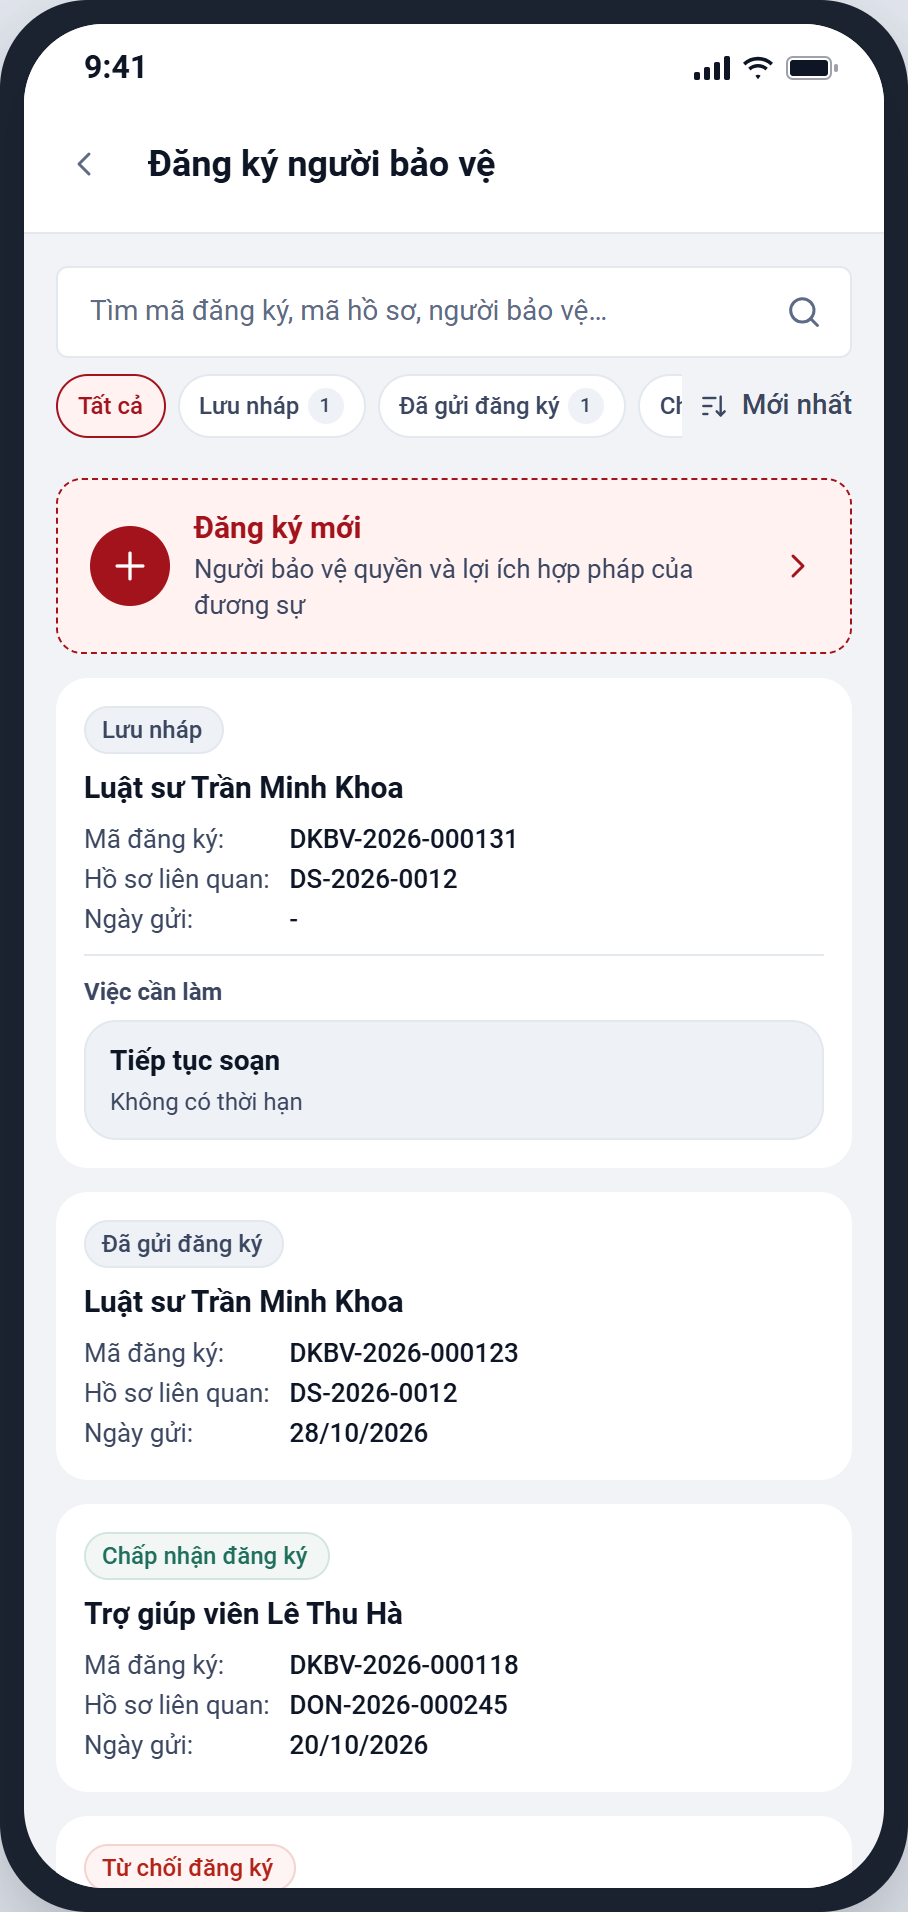 9:41
Đăng ký người bảo vệ
Tìm mã đăng ký, mã hồ sơ, người bảo vệ...
Tất cả
Lưu nháp 1
Đã gửi đăng ký 1
Mới nhất
Đăng ký mới
Người bảo vệ quyền và lợi ích hợp pháp của
đương sự
Lưu nháp
Luật sư Trần Minh Khoa
Mã đăng ký: DKBV-2026-000131
Hồ sơ liên quan: DS-2026-0012
Ngày gửi: -
Việc cần làm
Tiếp tục soạn
Không có thời hạn
Đã gửi đăng ký
Luật sư Trần Minh Khoa
Mã đăng ký: DKBV-2026-000123
Hồ sơ liên quan: DS-2026-0012
Ngày gửi: 28/10/2026
Chấp nhận đăng ký
Trợ giúp viên Lê Thu Hà
Mã đăng ký: DKBV-2026-000118
Hồ sơ liên quan: DON-2026-000245
Ngày gửi: 20/10/2026
Từ chối đăng ký